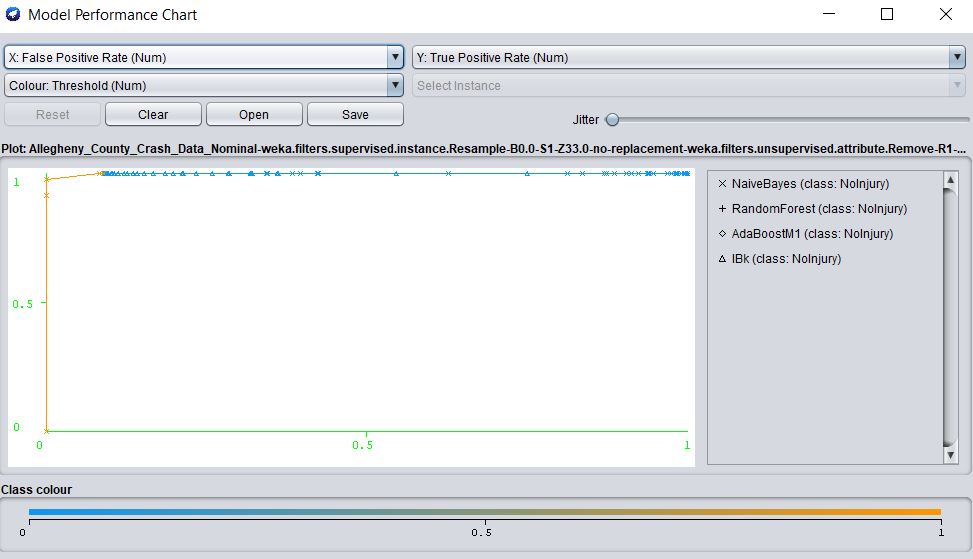 Model Performance Chart
X: False Positive Rate (Num)
Y: True Positive Rate (Num)
Colour: Threshold (Num)
Select Instance
Reset
Clear
Open
Save
Jitter
Plot: Allegheny_County_Crash_Data_Nominal-weka.filters.supervised.instance.Resample-B0.0-S1-Z33.0-no-replacement-weka.filters.unsupervised.attribute.Remove-R1-...
1
0.5
0
0
0.5
1
NaiveBayes (class: NoInjury)
RandomForest (class: NoInjury)
AdaBoostM1 (class: NoInjury)
IBk (class: NoInjury)
Class colour
0
0.5
1